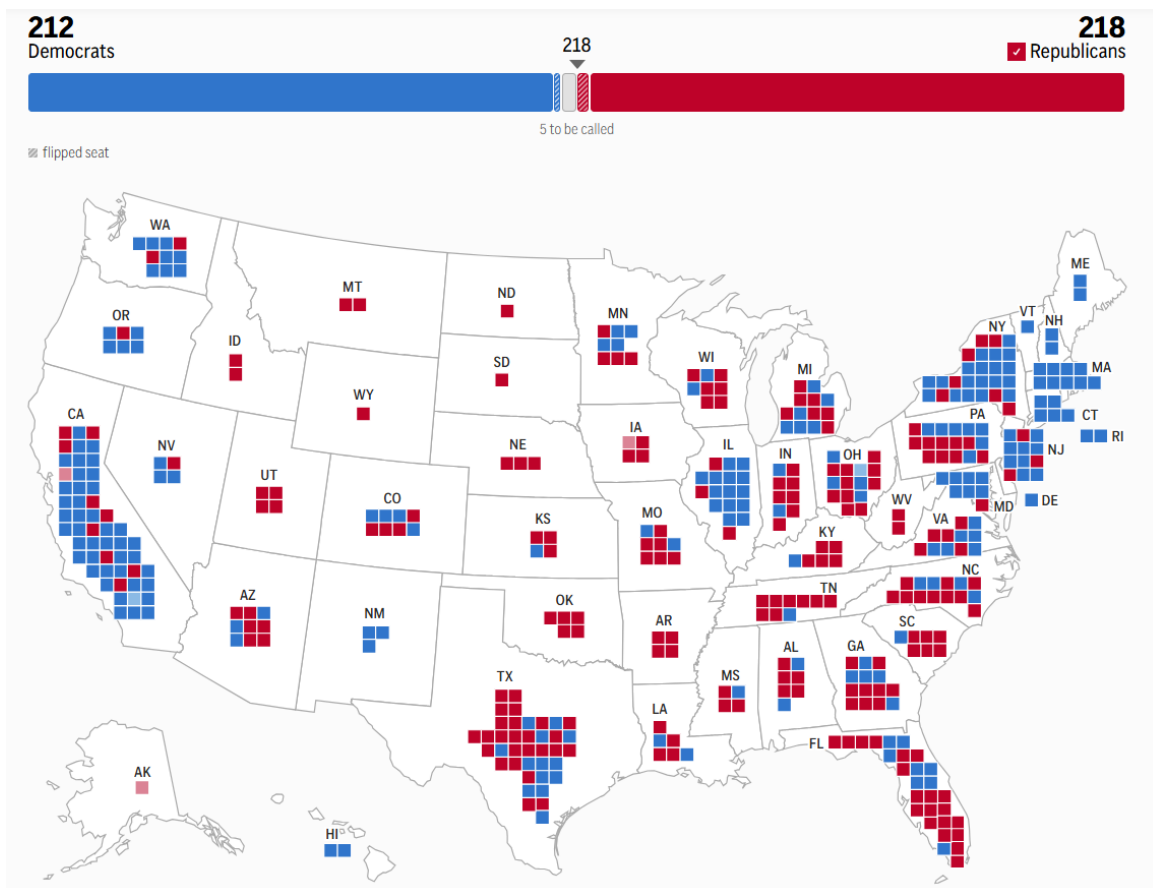 212
Democrats
218
218
✓ Republicans
5 to be called
flipped seat
WA
ME
MT
ND
VT
NH
OR
MN
NY
ID
SD
WI
MI
MA
WY
CA
PA
CT
IA
RI
NV
NE
IL
IN
OH
NJ
UT
CO
WV
MD
DE
KS
MO
VA
KY
NC
AZ
TN
NM
OK
AR
SC
AL
GA
TX
MS
LA
FL
AK
HI